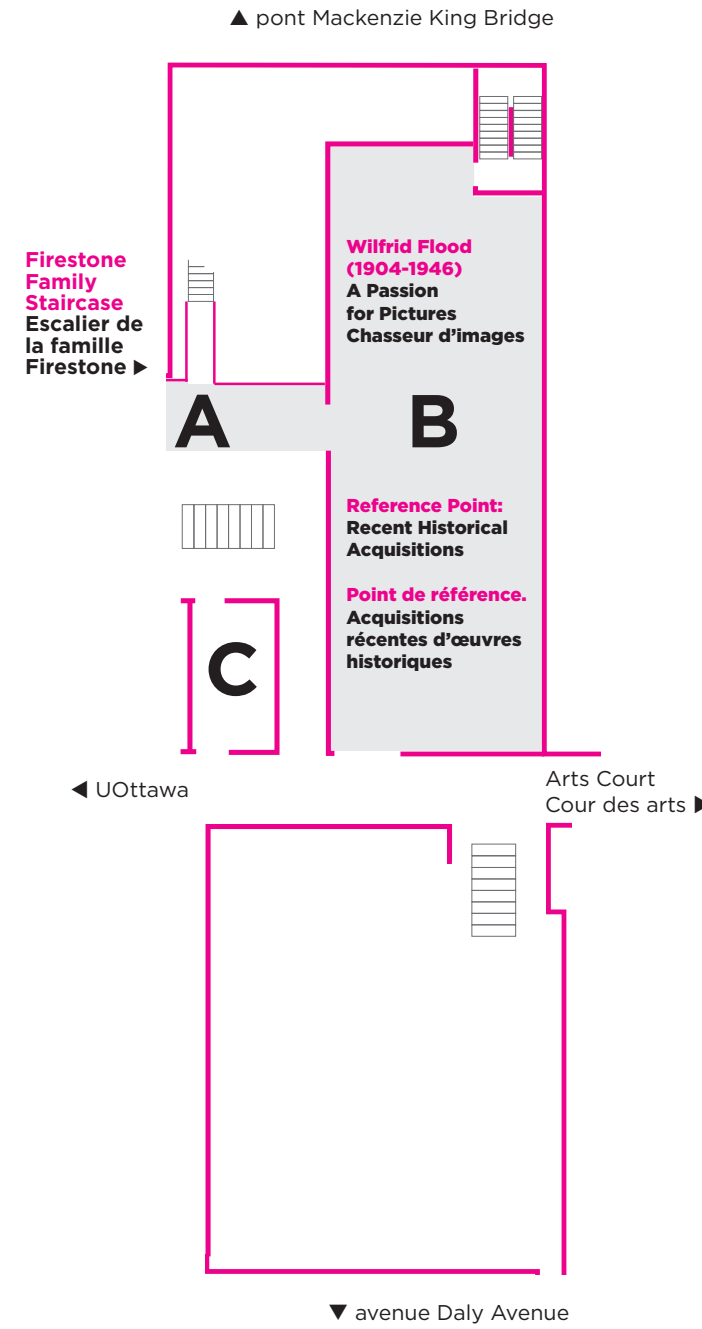 ▲ pont Mackenzie King Bridge
Firestone
Family
Staircase
Escalier de
la famille
Firestone ▶
A
Wilfrid Flood
(1904-1946)
A Passion
for Pictures
Chasseur d’images
B
Reference Point:
Recent Historical
Acquisitions
Point de référence.
Acquisitions
récentes d’œuvres
historiques
C
◀ UOttawa
Arts Court
Cour des arts ▶
▼ avenue Daly Avenue